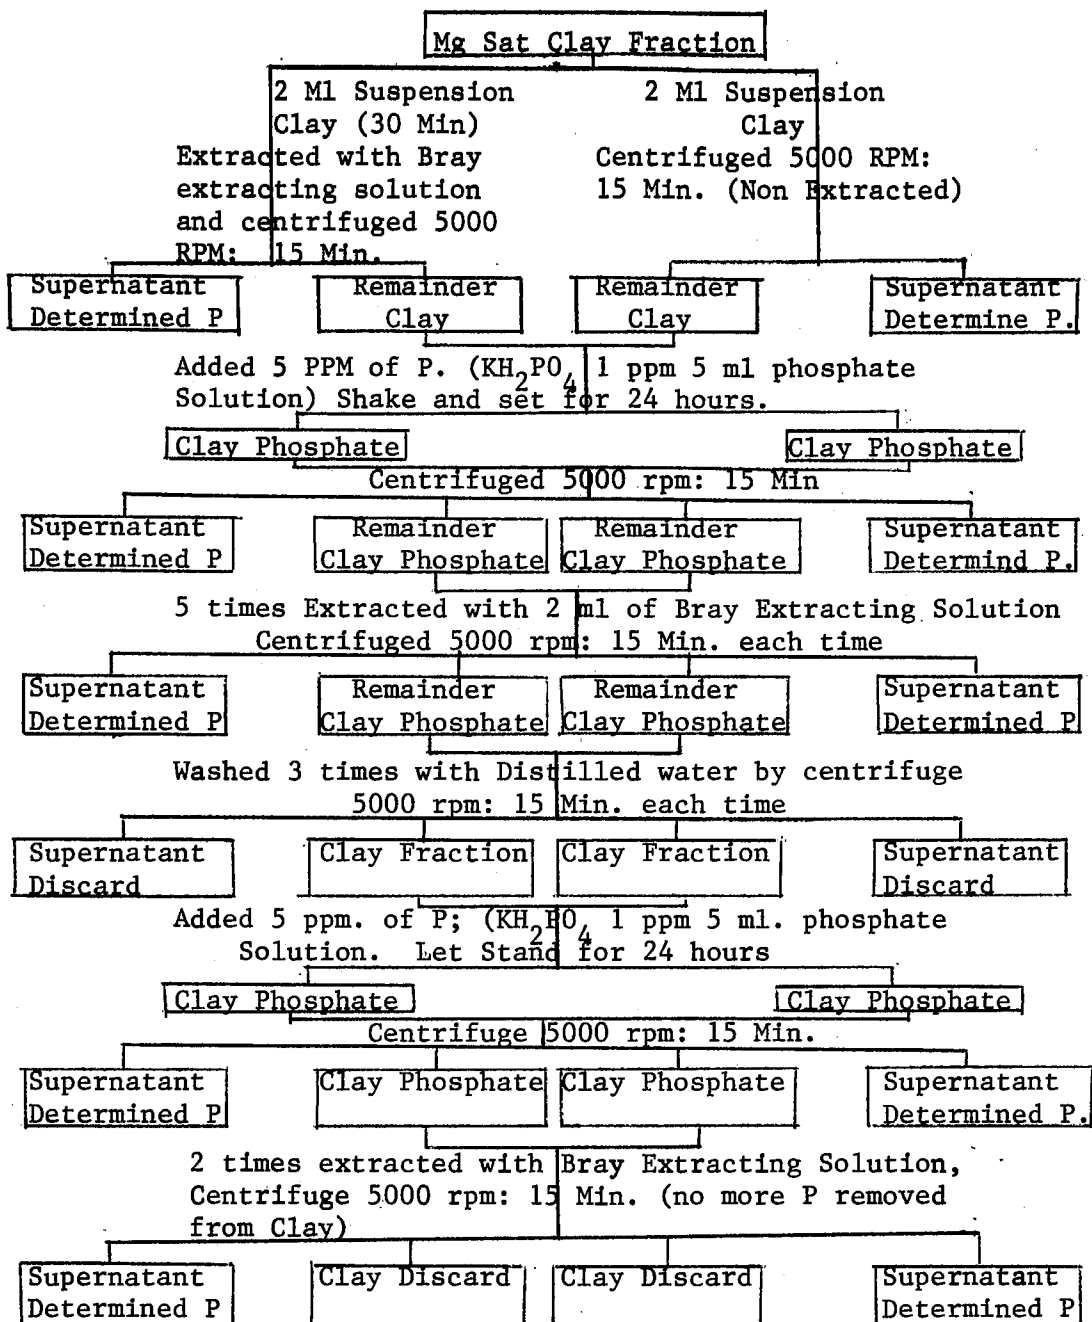 Mg Sat Clay Fraction
2 Ml Suspension
Clay (30 Min)
Extracted with Bray
extracting solution
and centrifuged 5000
RPM: 15 Min.
2 Ml Suspension
Clay
Centrifuged 5000 RPM:
15 Min. (Non Extracted)
Supernatant
Determined P
Remainder
Clay
Remainder
Clay
Supernatant
Determine P.
Added 5 PPM of P. (KH2PO4 1 ppm 5 ml phosphate
Solution) Shake and set for 24 hours.
Clay Phosphate
Clay Phosphate
Centrifuged 5000 rpm: 15 Min
Supernatant
Determined P
Remainder
Clay Phosphate
Remainder
Clay Phosphate
Supernatant
Determind P.
5 times Extracted with 2 ml of Bray Extracting Solution
Centrifuged 5000 rpm: 15 Min. each time
Supernatant
Determined P
Remainder
Clay Phosphate
Remainder
Clay Phosphate
Supernatant
Determined P
Washed 3 times with Distilled water by centrifuge
5000 rpm: 15 Min. each time
Supernatant
Discard
Clay Fraction
Clay Fraction
Supernatant
Discard
Added 5 ppm. of P; (KH2PO4 1 ppm 5 ml. phosphate
Solution. Let Stand for 24 hours
Clay Phosphate
Clay Phosphate
Centrifuge 5000 rpm: 15 Min.
Supernatant
Determined P
Clay Phosphate
Clay Phosphate
Supernatant
Determined P.
2 times extracted with Bray Extracting Solution,
Centrifuge 5000 rpm: 15 Min. (no more P removed
from Clay)
Supernatant
Determined P
Clay Discard
Clay Discard
Supernatant
Determined P